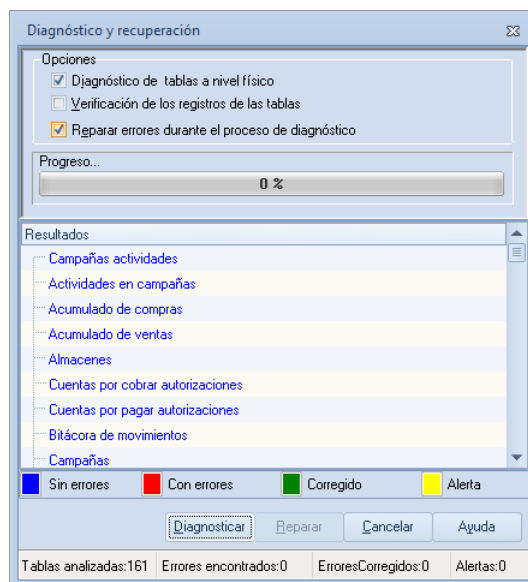 Diagnóstico y recuperación
Opciones
Diagnóstico de tablas a nivel físico
Verificación de los registros de las tablas
Reparar errores durante el proceso de diagnóstico
Progreso...
0 %
Resultados
Campañas actividades
Actividades en campañas
Acumulado de compras
Acumulado de ventas
Almacenes
Cuentas por cobrar autorizaciones
Cuentas por pagar autorizaciones
Bitácora de movimientos
Campañas
Sin errores Con errores Corregido Alerta
Diagnosticar Reparar Cancelar Ayuda
Tablas analizadas:161 Errores encontrados:0 ErroresCorregidos:0 Alertas:0